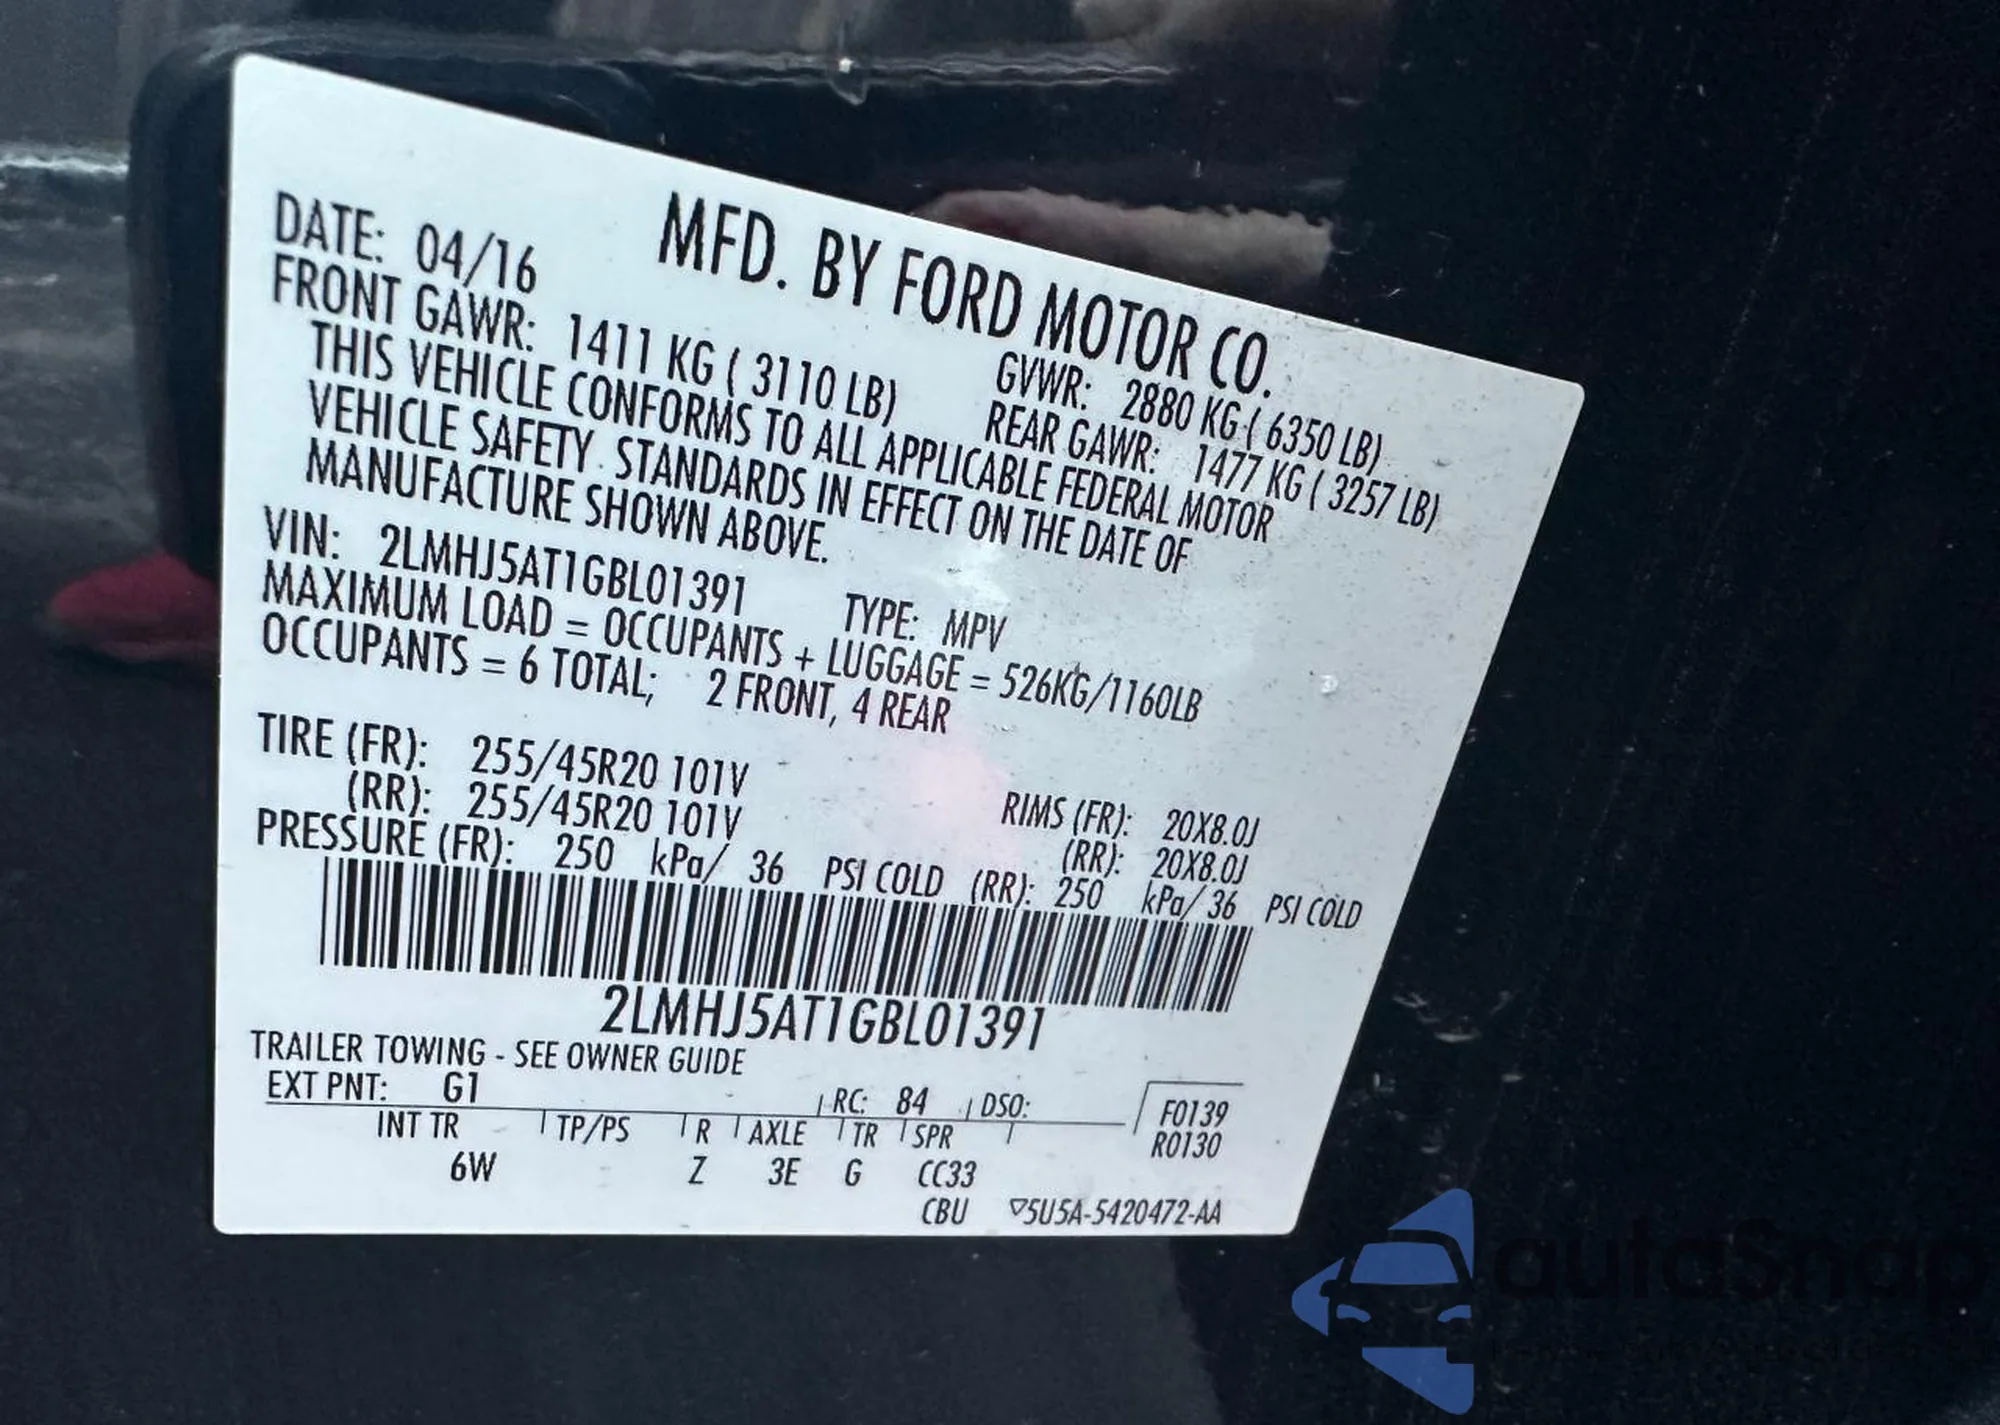 MFD. BY FORD MOTOR CO.
DATE: 04/16 GVWR: 2880 KG ( 6350 LB)
FRONT GAWR: 1411 KG ( 3110 LB) REAR GAWR: 1477 KG ( 3257 LB)
THIS VEHICLE CONFORMS TO ALL APPLICABLE FEDERAL MOTOR
VEHICLE SAFETY STANDARDS IN EFFECT ON THE DATE OF
MANUFACTURE SHOWN ABOVE.
VIN: 2LMHJ5AT1GBL01391 TYPE: MPV
MAXIMUM LOAD = OCCUPANTS + LUGGAGE = 526KG/1160LB
OCCUPANTS = 6 TOTAL; 2 FRONT, 4 REAR
TIRE (FR): 255/45R20 101V RIMS (FR): 20X8.0J
(RR): 255/45R20 101V (RR): 20X8.0J
PRESSURE (FR): 250 kPa/ 36 PSI COLD (RR): 250 kPa/ 36 PSI COLD
2LMHJ5AT1GBL01391
TRAILER TOWING - SEE OWNER GUIDE
EXT PNT: G1 RC: 84 DSO: F0139
INT TR TP/PS R AXLE TR SPR R0130
6W Z 3E G CC33
CBU ▽5U5A-5420472-AA
autoSnap